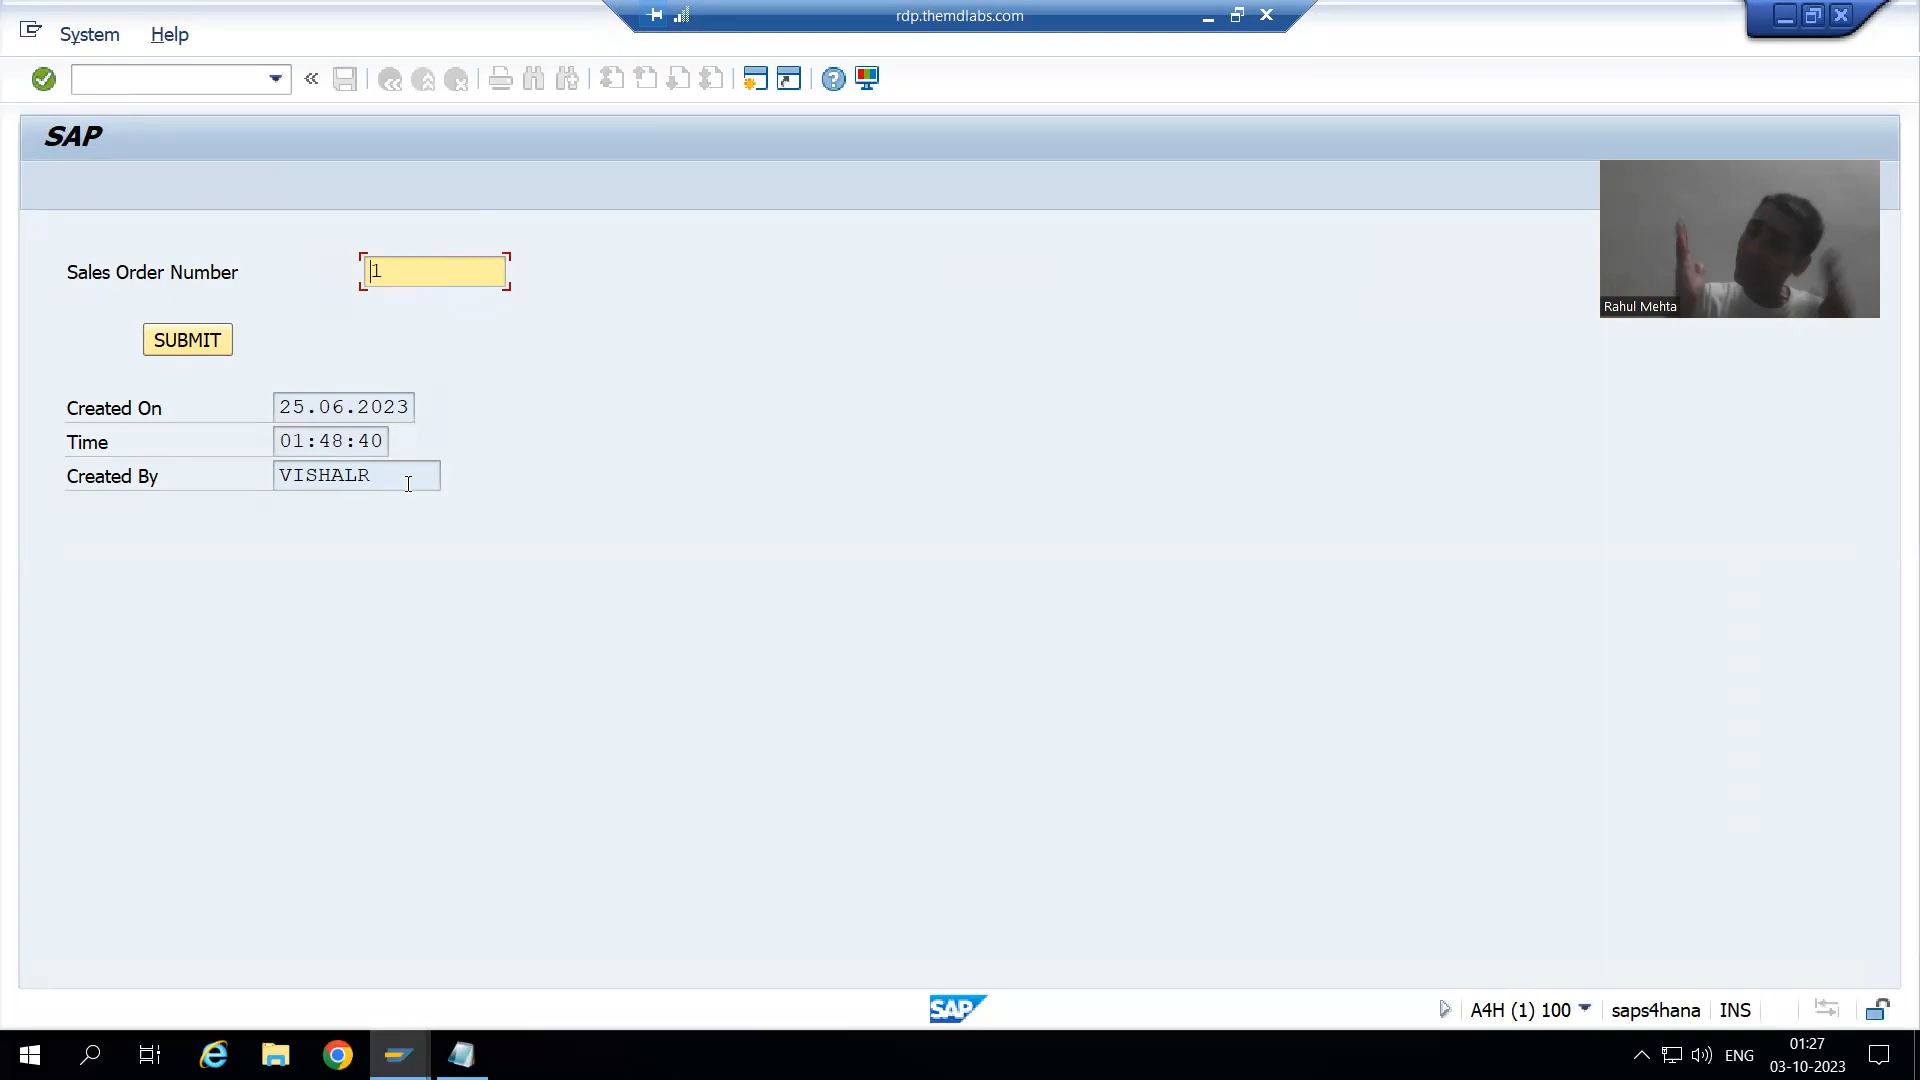 rdp.themdlabs.com
System Help
SAP
Sales Order Number 1
Rahul Mehta
SUBMIT
Created On 25.06.2023
Time 01:48:40
Created By VISHALR
SAP
A4H (1) 100 saps4hana INS
ENG
01:27
03-10-2023